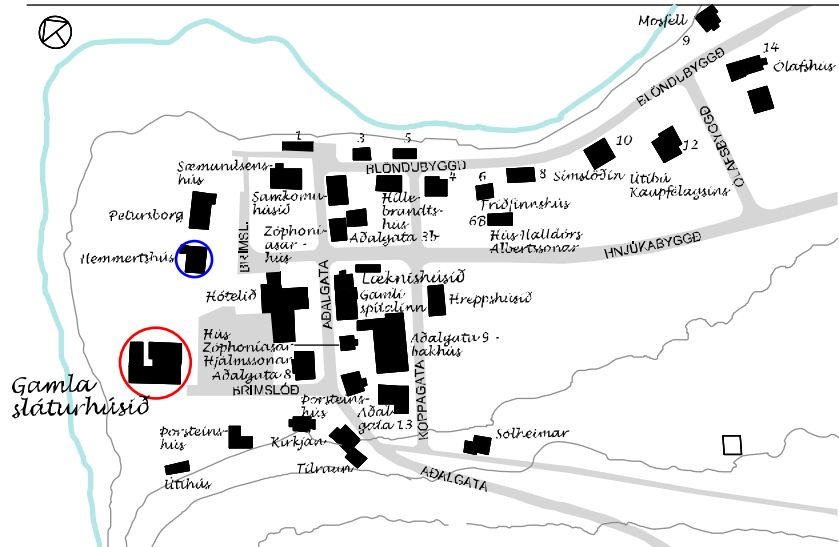 Mosfell
9
14
Ólafshús
BLÖNDUBYGGÐ
ÓLAFSBYGGÐ
1
3
5
10
12
BLÖNDUBYGGÐ
Sæmundsens-
hús
Samkomu-
húsið
Hille-
brandts-
hús
4
6
8
Símstöðin
Útibú
Kaupfélagsins
Friðfinnshús
6B
Hús Halldórs
Albertssonar
Petursborg
Zóphoní-
asar -
hús
Aðalgata 3b
Hemmertshús
BRIMSL.
HNJÚKABYGGÐ
AÐALGATA
Læknishúsið
Hótelið
Gamli
spítalinn
Hreppshúsið
Hús
Zóphoníasar
Hjálmssonar
Aðalgata 8
Aðalgata 9 -
bakhús
Gamla
sláturhúsið
BRIMSLÓÐ
KOPPAGATA
Þorsteins-
hús
Aðal
gata 13
Þorsteins-
hús
Kirkjan
Sólheimar
Tilraun
Útihús
AÐALGATA